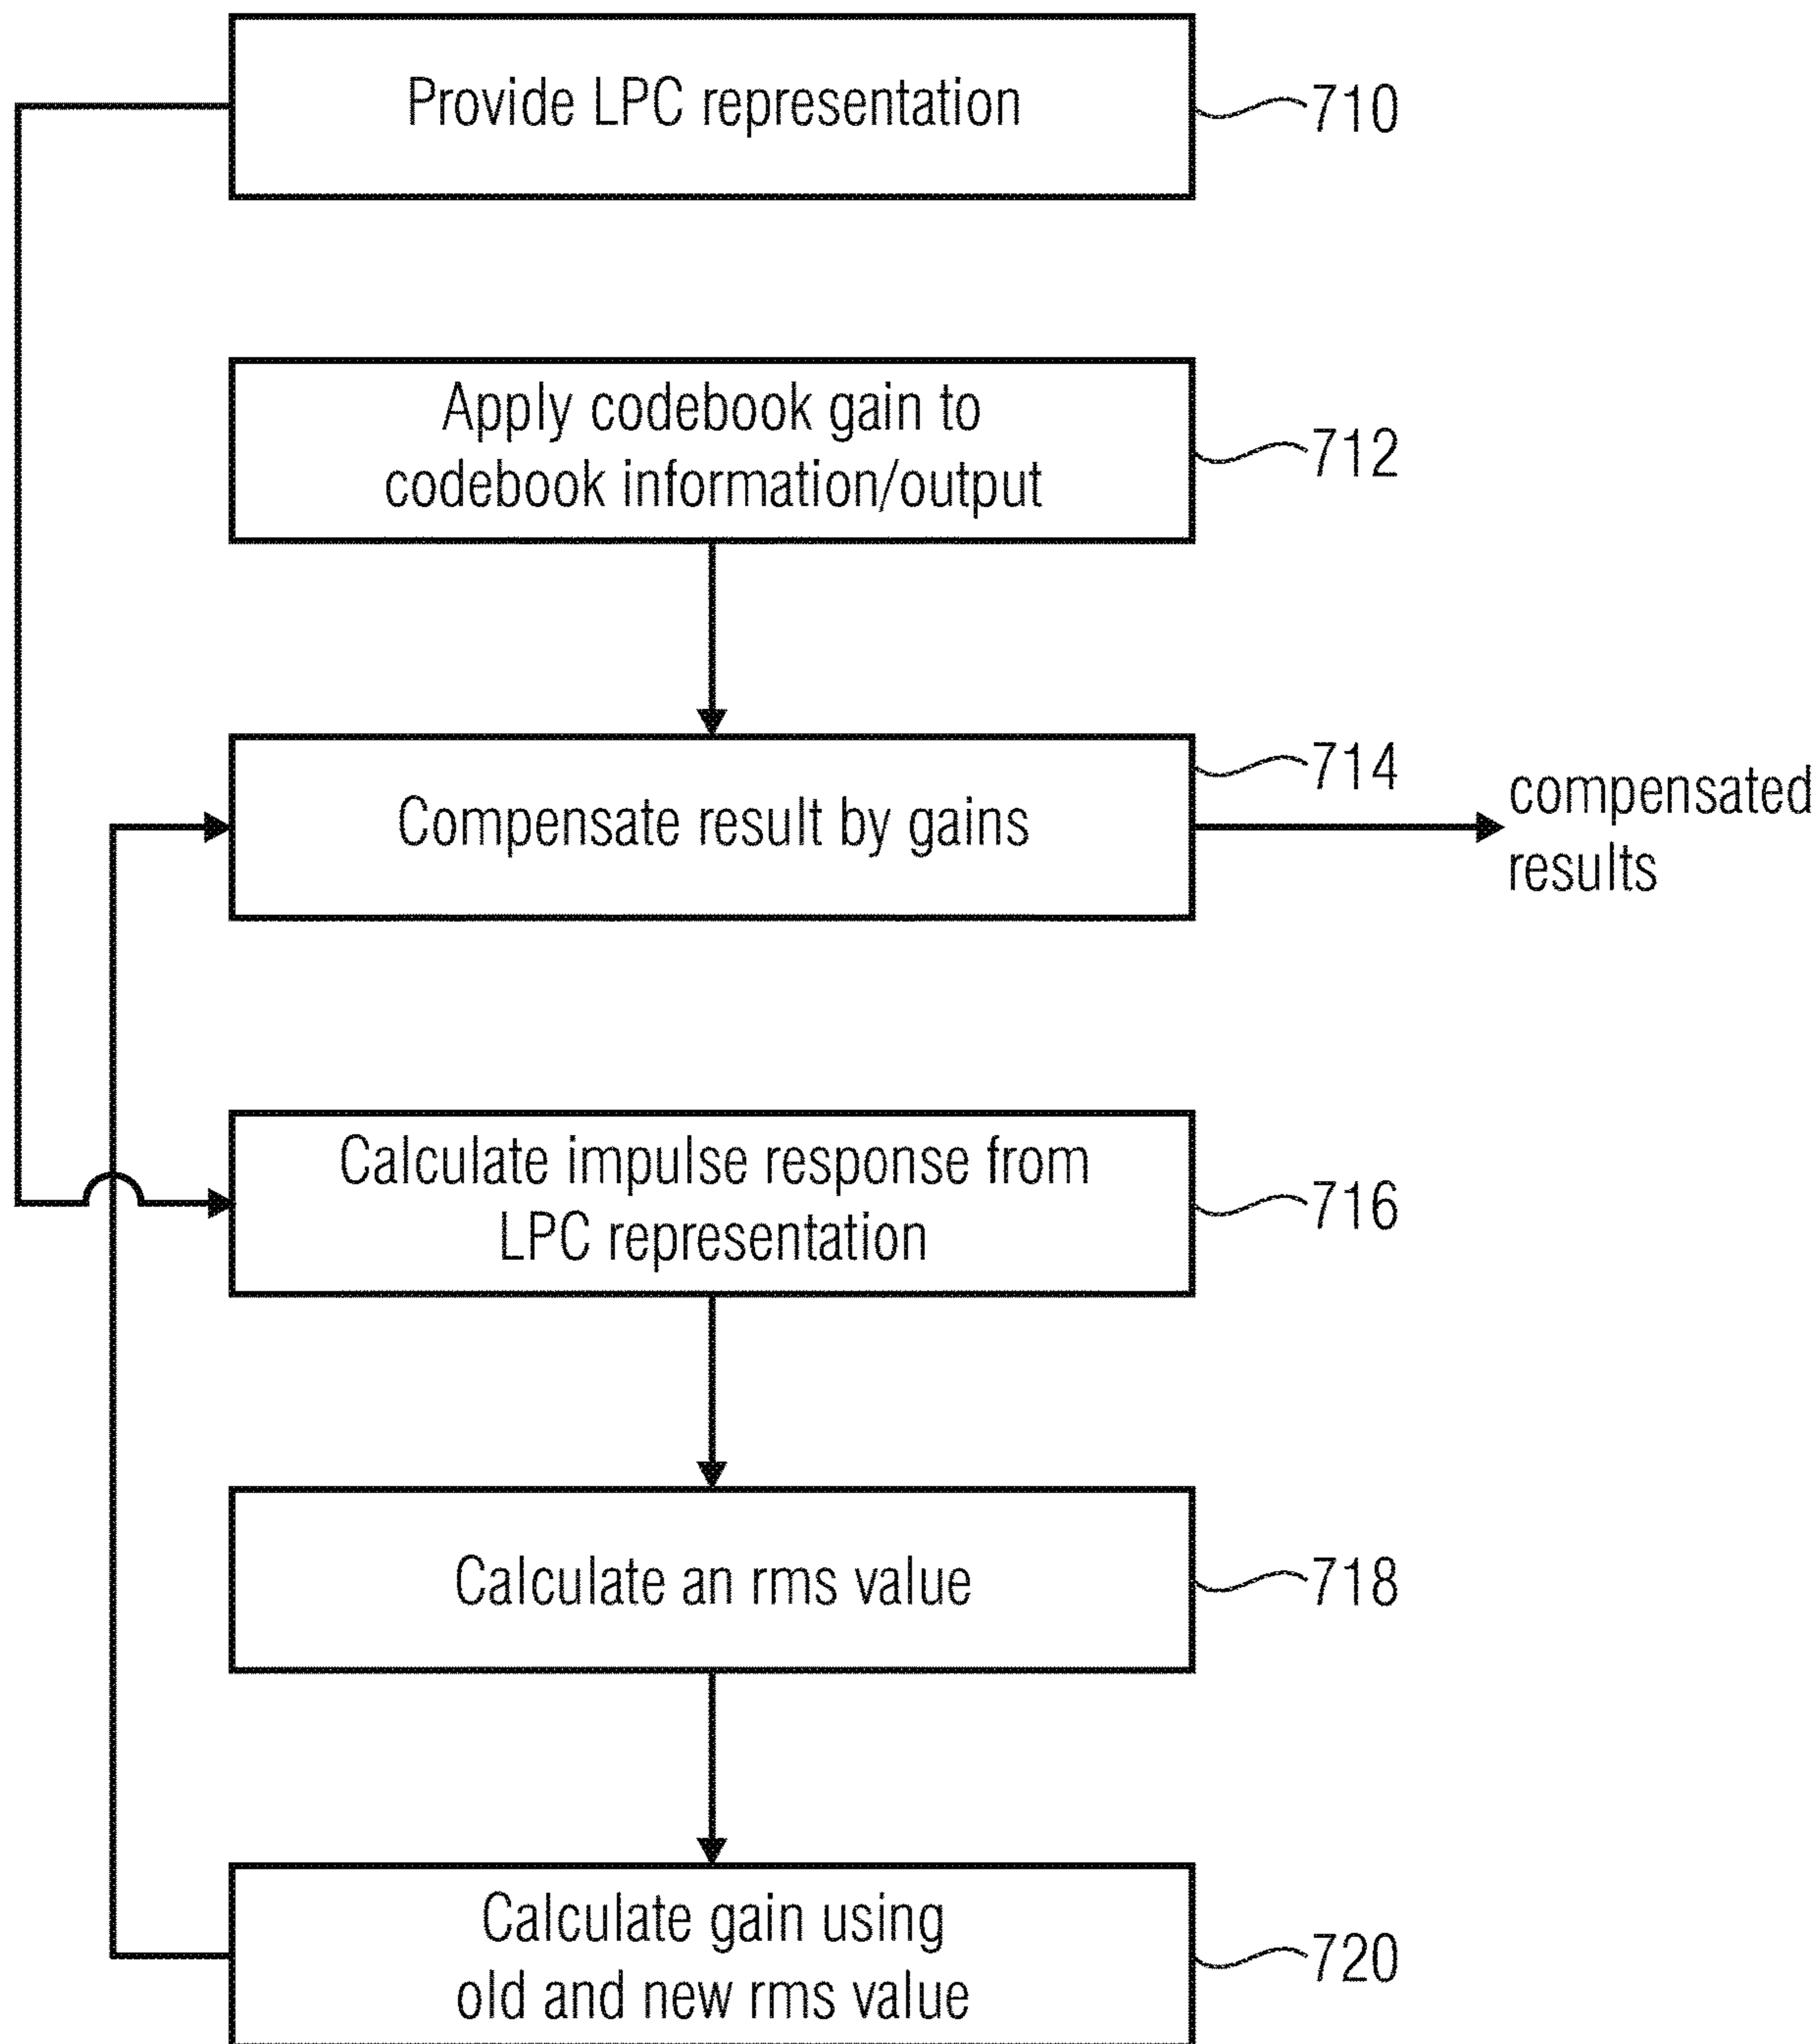 Provide LPC representation
710
Apply codebook gain to
codebook information/output
712
Compensate result by gains
714
compensated
results
Calculate impulse response from
LPC representation
716
Calculate an rms value
718
Calculate gain using
old and new rms value
720